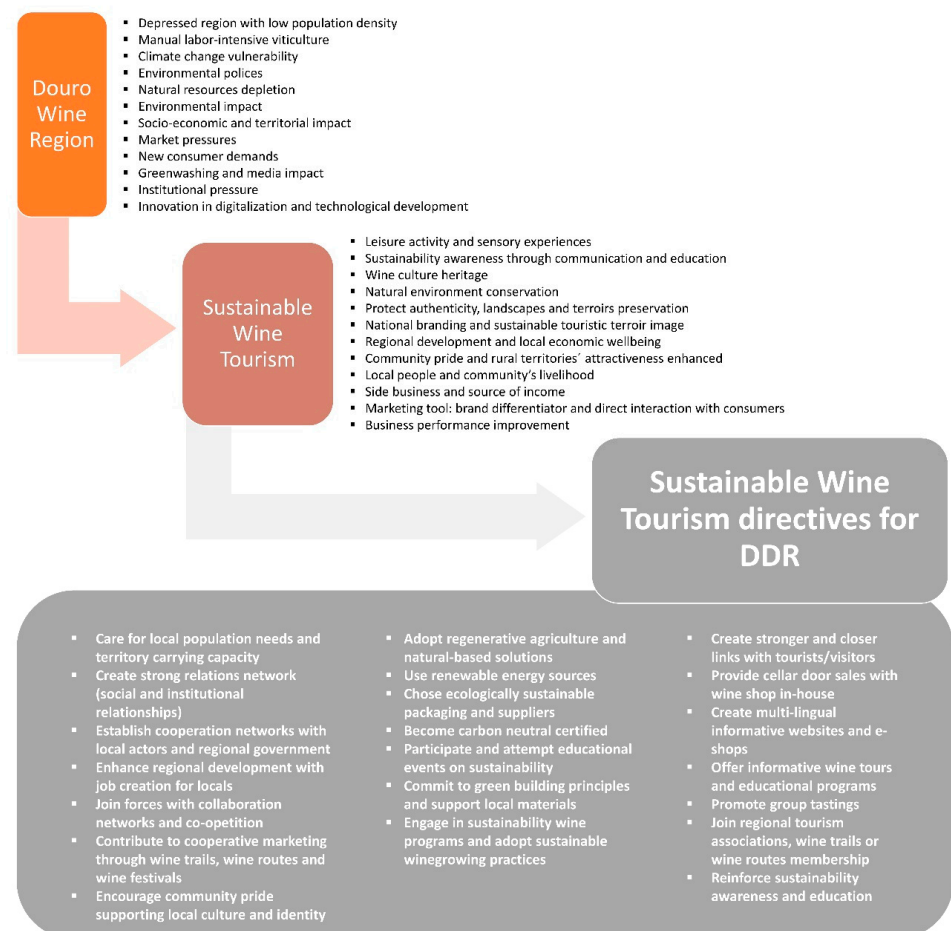 Douro
Wine
Region
▪ Depressed region with low population density
▪ Manual labor-intensive viticulture
▪ Climate change vulnerability
▪ Environmental polices
▪ Natural resources depletion
▪ Environmental impact
▪ Socio-economic and territorial impact
▪ Market pressures
▪ New consumer demands
▪ Greenwashing and media impact
▪ Institutional pressure
▪ Innovation in digitalization and technological development
Sustainable
Wine
Tourism
▪ Leisure activity and sensory experiences
▪ Sustainability awareness through communication and education
▪ Wine culture heritage
▪ Natural environment conservation
▪ Protect authenticity, landscapes and terroirs preservation
▪ National branding and sustainable touristic terroir image
▪ Regional development and local economic wellbeing
▪ Community pride and rural territories´ attractiveness enhanced
▪ Local people and community's livelihood
▪ Side business and source of income
▪ Marketing tool: brand differentiator and direct interaction with consumers
▪ Business performance improvement
Sustainable Wine
Tourism directives for
DDR
▪ Care for local population needs and
territory carrying capacity
▪ Create strong relations network
(social and institutional
relationships)
▪ Establish cooperation networks with
local actors and regional government
▪ Enhance regional development with
job creation for locals
▪ Join forces with collaboration
networks and co-opetition
▪ Contribute to cooperative marketing
through wine trails, wine routes and
wine festivals
▪ Encourage community pride
supporting local culture and identity
▪ Adopt regenerative agriculture and
natural-based solutions
▪ Use renewable energy sources
▪ Chose ecologically sustainable
packaging and suppliers
▪ Become carbon neutral certified
▪ Participate and attempt educational
events on sustainability
▪ Commit to green building principles
and support local materials
▪ Engage in sustainability wine
programs and adopt sustainable
winegrowing practices
▪ Create stronger and closer
links with tourists/visitors
▪ Provide cellar door sales with
wine shop in-house
▪ Create multi-lingual
informative websites and e-
shops
▪ Offer informative wine tours
and educational programs
▪ Promote group tastings
▪ Join regional tourism
associations, wine trails or
wine routes membership
▪ Reinforce sustainability
awareness and education